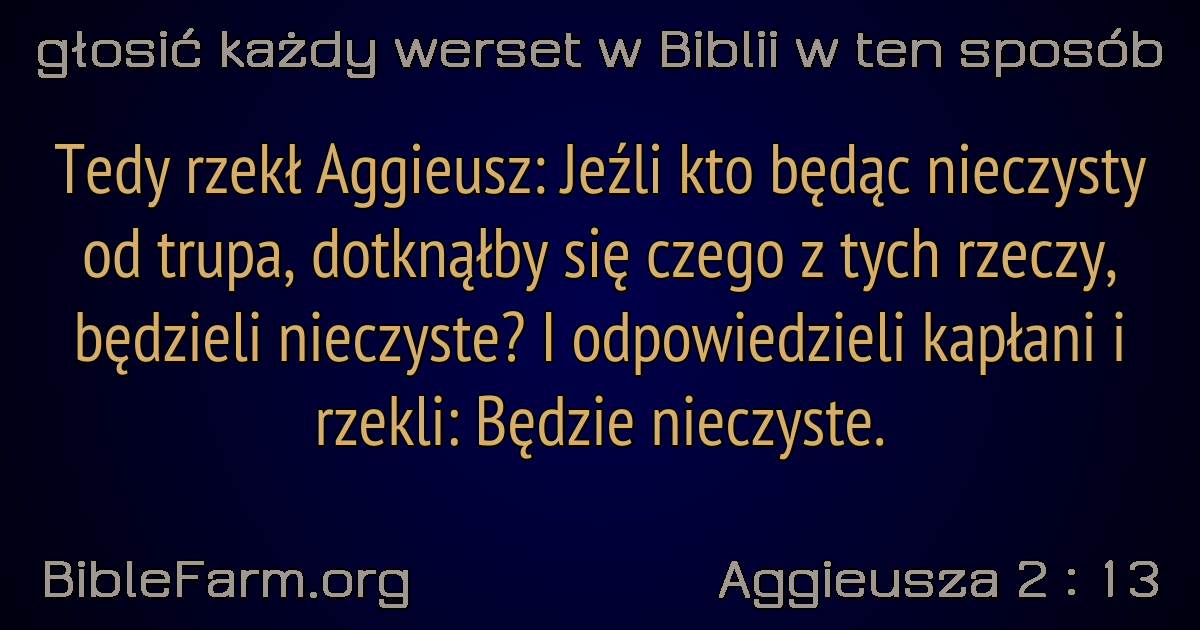 głosić każdy werset w Biblii w ten sposób
Tedy rzekł Aggieusz: Jeźli kto będąc nieczysty
od trupa, dotknąłby się czego z tych rzeczy,
będzieli nieczyste? I odpowiedzieli kapłani i
rzekli: Będzie nieczyste.
BibleFarm.org
Aggieusza 2 : 13